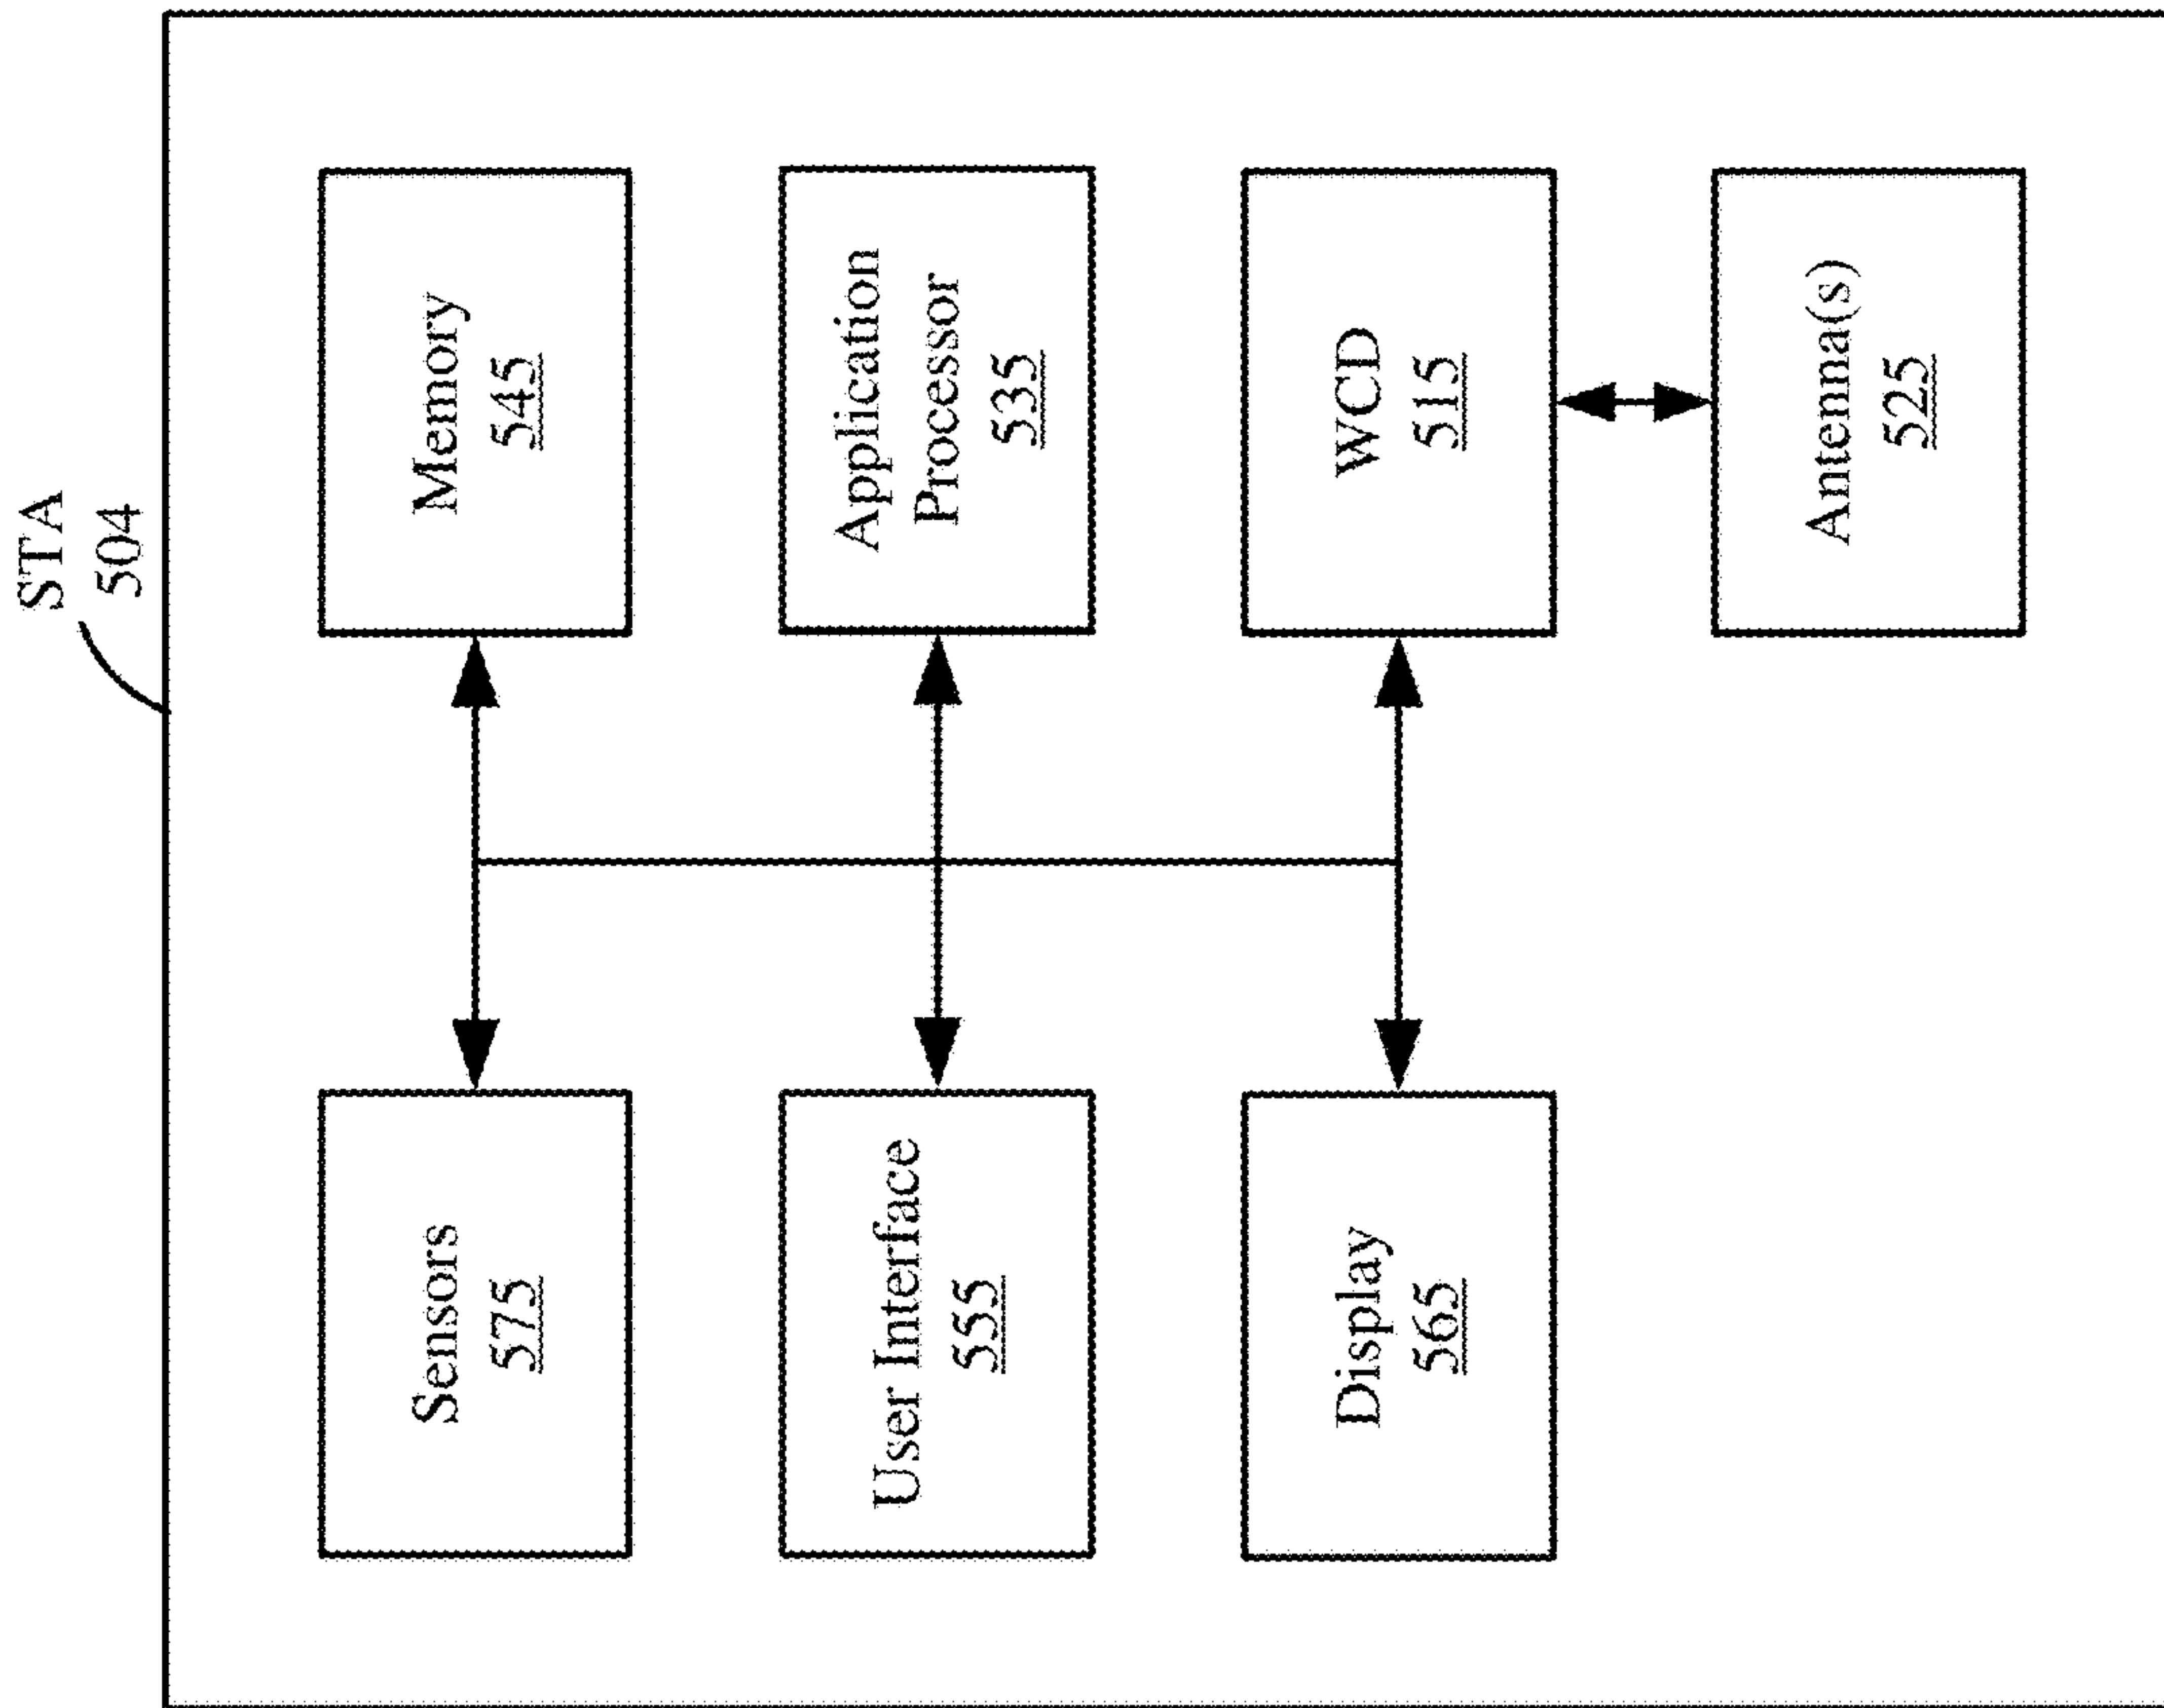 STA
504
Sensors
575
Memory
545
User Interface
555
Application
Processor
535
Display
565
WCD
515
Antenna(s)
525